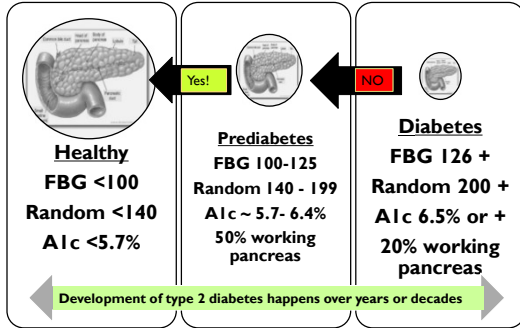 Yes!
NO
Healthy
FBG <100
Random <140
A1c <5.7%
Prediabetes
FBG 100-125
Random 140 - 199
A1c ~ 5.7- 6.4%
50% working
pancreas
Diabetes
FBG 126 +
Random 200 +
A1c 6.5% or +
20% working
pancreas
Development of type 2 diabetes happens over years or decades